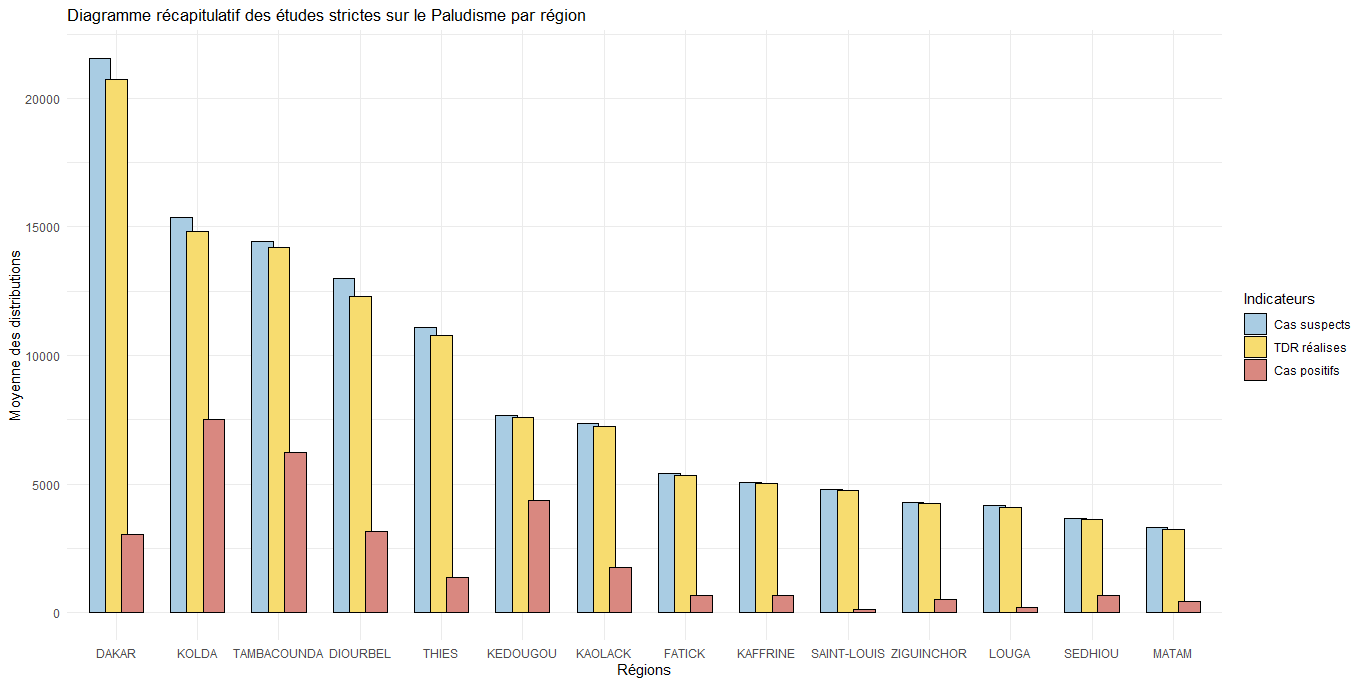 Diagramme récapitulatif des études strictes sur le Paludisme par région
Moyenne des distributions
20000
15000
10000
5000
0
DAKAR KOLDA TAMBACOUNDA DIOURBEL THIES KEDOUGOU KAOLACK FATICK KAFFRINE SAINT-LOUIS ZIGUINCHOR LOUGA SEDHIOU MATAM
Régions
Indicateurs
Cas suspects
TDR réalises
Cas positifs